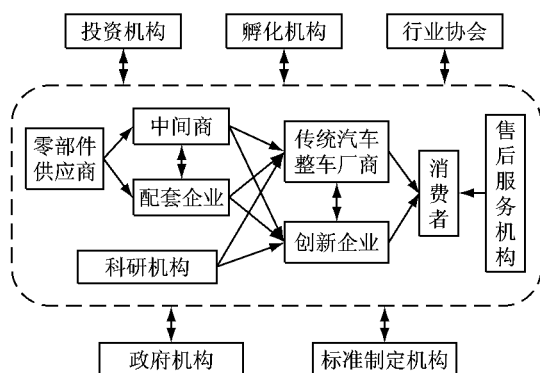 投资机构
孵化机构
行业协会
零部件
供应商
中间商
配套企业
科研机构
传统汽车
整车厂商
创新企业
消费者
售后服务机构
政府机构
标准制定机构